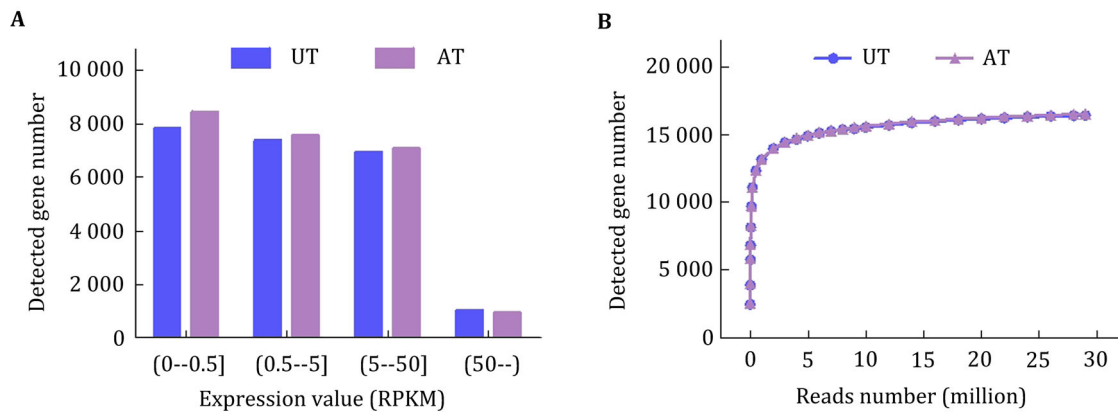 A
UT AT
10 000
8 000
6 000
4 000
2 000
0
Detected gene number
(0--0.5] (0.5--5] (5--50] (50--)
Expression value (RPKM)
B
UT AT
20 000
15 000
10 000
5 000
0
Detected gene number
0 5 10 15 20 25 30
Reads number (million)